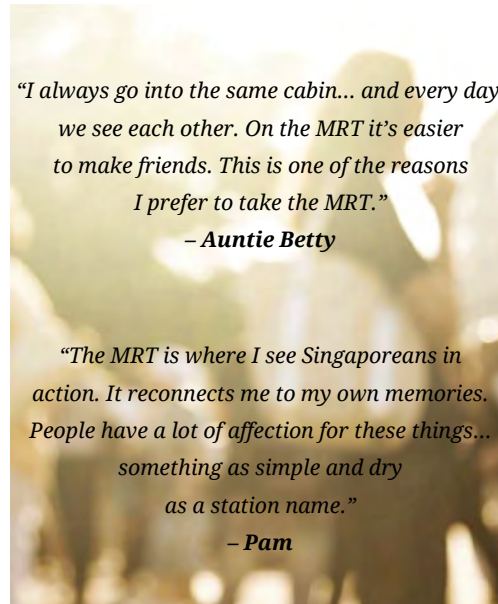 “I always go into the same cabin... and every day
we see each other. On the MRT it’s easier
to make friends. This is one of the reasons
I prefer to take the MRT.”
– Auntie Betty
“The MRT is where I see Singaporeans in
action. It reconnects me to my own memories.
People have a lot of affection for these things...
something as simple and dry
as a station name.”
– Pam